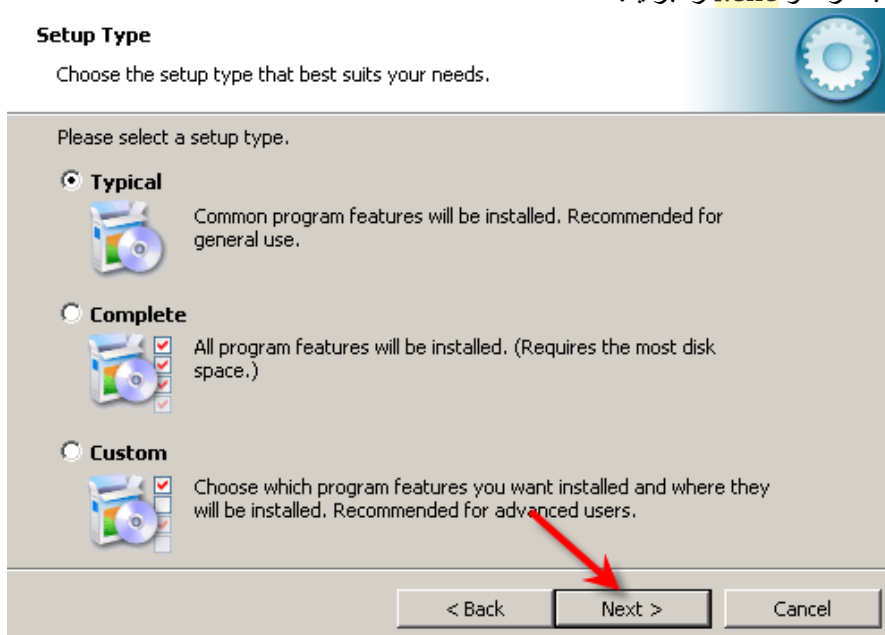 Next
Setup Type
Choose the setup type that best suits your needs.
Please select a setup type.
Typical
Common program features will be installed. Recommended for
general use.
Complete
All program features will be installed. (Requires the most disk
space.)
Custom
Choose which program features you want installed and where they
will be installed. Recommended for advanced users.
< Back
Next >
Cancel